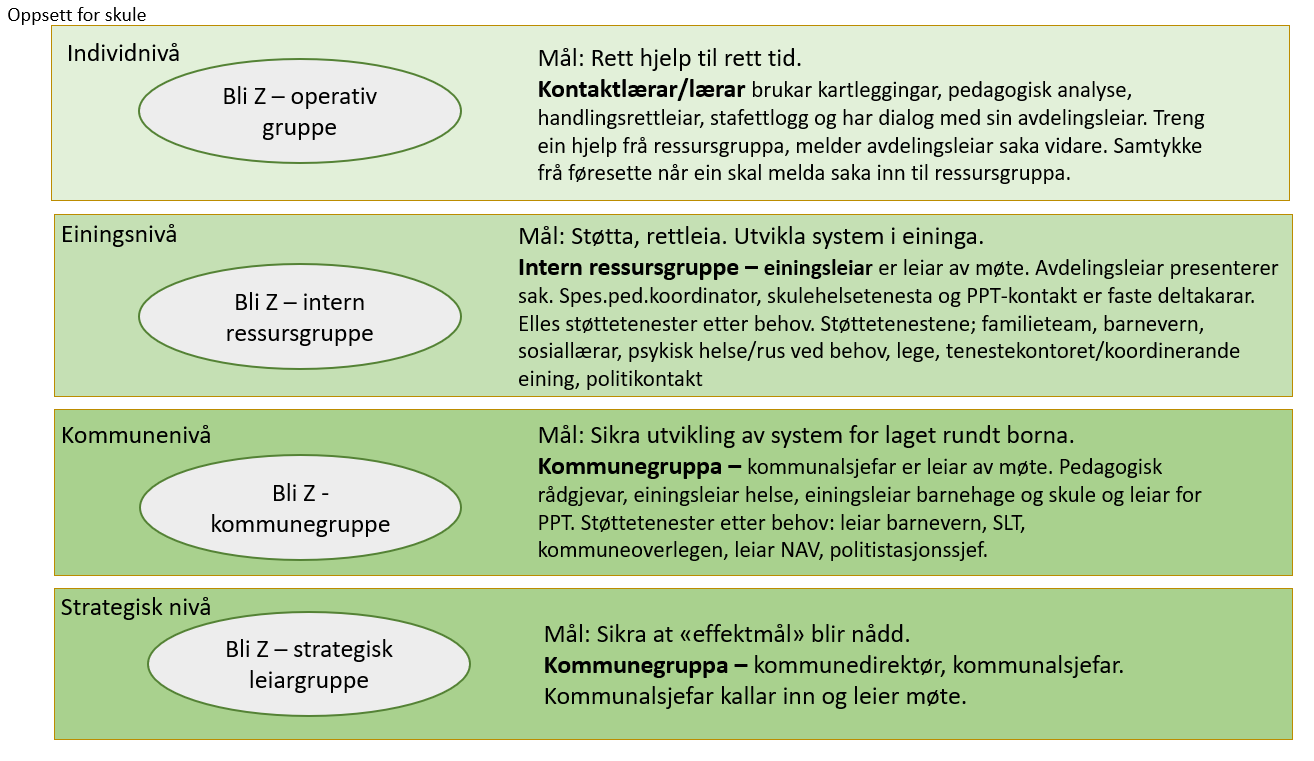 Oppsett for skule
Individnivå
Bli Z – operativ
gruppe
Mål: Rett hjelp til rett tid.
Kontaktlærar/lærar brukar kartleggingar, pedagogisk analyse,
handlingsrettleiar, stafettlogg og har dialog med sin avdelingsleiar. Treng
ein hjelp frå ressursgruppa, melder avdelingsleiar saka vidare. Samtykke
frå føresette når ein skal melda saka inn til ressursgruppa.
Einingsnivå
Bli Z – intern
ressursgruppe
Mål: Støtta, rettleia. Utvikla system i eininga.
Intern ressursgruppe – einingsleiar er leiar av møte. Avdelingsleiar presenterer
sak. Spes.ped.koordinator, skulehelsetenesta og PPT-kontakt er faste deltakarar.
Elles støttetenester etter behov. Støttetenestene; familieteam, barnevern,
sosiallærar, psykisk helse/rus ved behov, lege, tenestekontoret/koordinerande
eining, politikontakt
Kommunenivå
Bli Z -
kommunegruppe
Mål: Sikra utvikling av system for laget rundt borna.
Kommunegruppa – kommunalsjefar er leiar av møte. Pedagogisk
rådgjevar, einingsleiar helse, einingsleiar barnehage og skule og leiar for
PPT. Støttetenester etter behov: leiar barnevern, SLT,
kommuneoverlegen, leiar NAV, politistasjonssjef.
Strategisk nivå
Bli Z – strategisk
leiargruppe
Mål: Sikra at «effektmål» blir nådd.
Kommunegruppa – kommunedirektør, kommunalsjefar.
Kommunalsjefar kallar inn og leier møte.